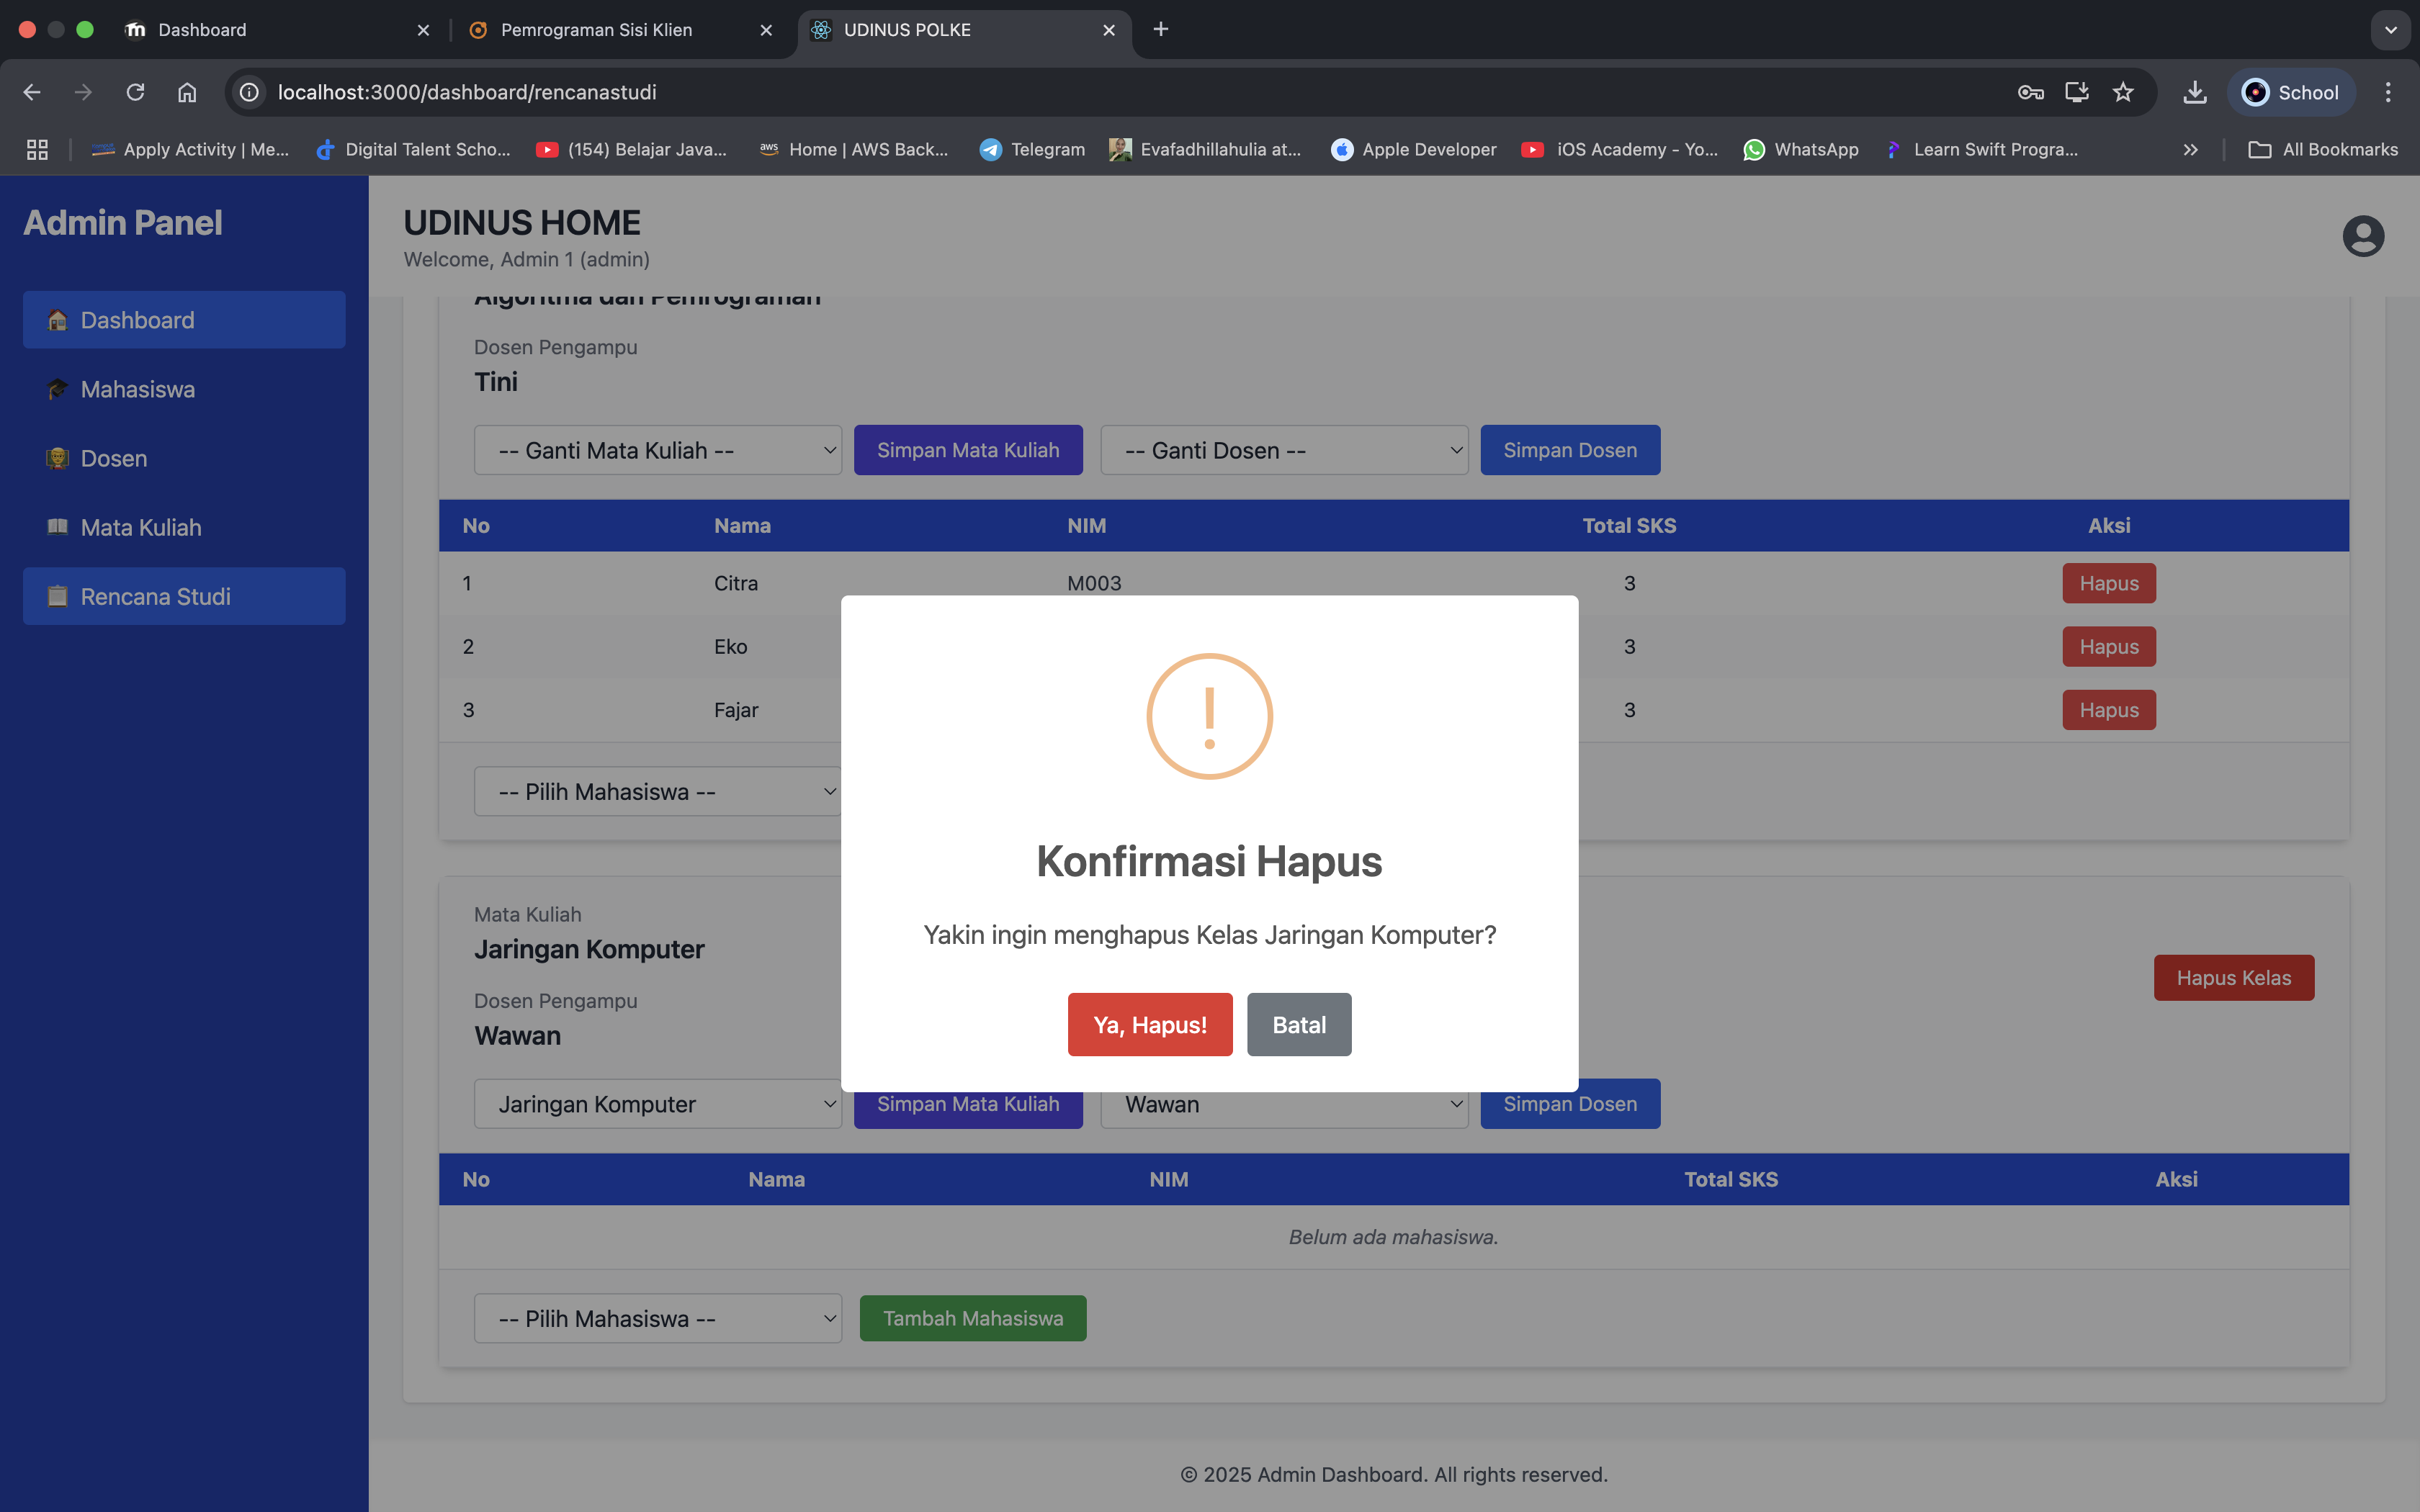 Dashboard
Pemrograman Sisi Klien
UDINUS POLKE
localhost:3000/dashboard/rencanastudi
School
Apply Activity | Me...
Digital Talent Scho...
(154) Belajar Java...
aws
Home | AWS Back...
Telegram
Evafadhillahulia at...
Apple Developer
iOS Academy - Yo...
WhatsApp
Learn Swift Progra...
All Bookmarks
Admin Panel
Dashboard
Mahasiswa
Dosen
Mata Kuliah
Rencana Studi
UDINUS HOME
Welcome, Admin 1 (admin)
Algoritma dan Pemrograman
Dosen Pengampu
Tini
-- Ganti Mata Kuliah --
Simpan Mata Kuliah
-- Ganti Dosen --
Simpan Dosen
No Nama NIM Total SKS Aksi
1 Citra M003 3 Hapus
2 Eko 3 Hapus
3 Fajar 3 Hapus
-- Pilih Mahasiswa --
Konfirmasi Hapus
Yakin ingin menghapus Kelas Jaringan Komputer?
Ya, Hapus!
Batal
Mata Kuliah
Jaringan Komputer
Dosen Pengampu
Wawan
Hapus Kelas
Jaringan Komputer
Simpan Mata Kuliah
Wawan
Simpan Dosen
No Nama NIM Total SKS Aksi
Belum ada mahasiswa.
-- Pilih Mahasiswa --
Tambah Mahasiswa
© 2025 Admin Dashboard. All rights reserved.